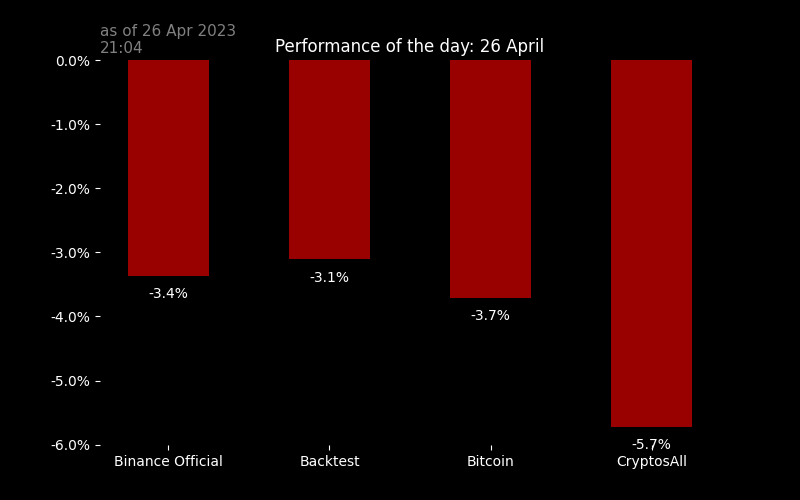 as of 26 Apr 2023
21:04
Performance of the day: 26 April
0.0%
-1.0%
-2.0%
-3.0%
-4.0%
-5.0%
-6.0%
-3.4%
-3.1%
-3.7%
-5.7%
Binance Official
Backtest
Bitcoin
CryptosAll